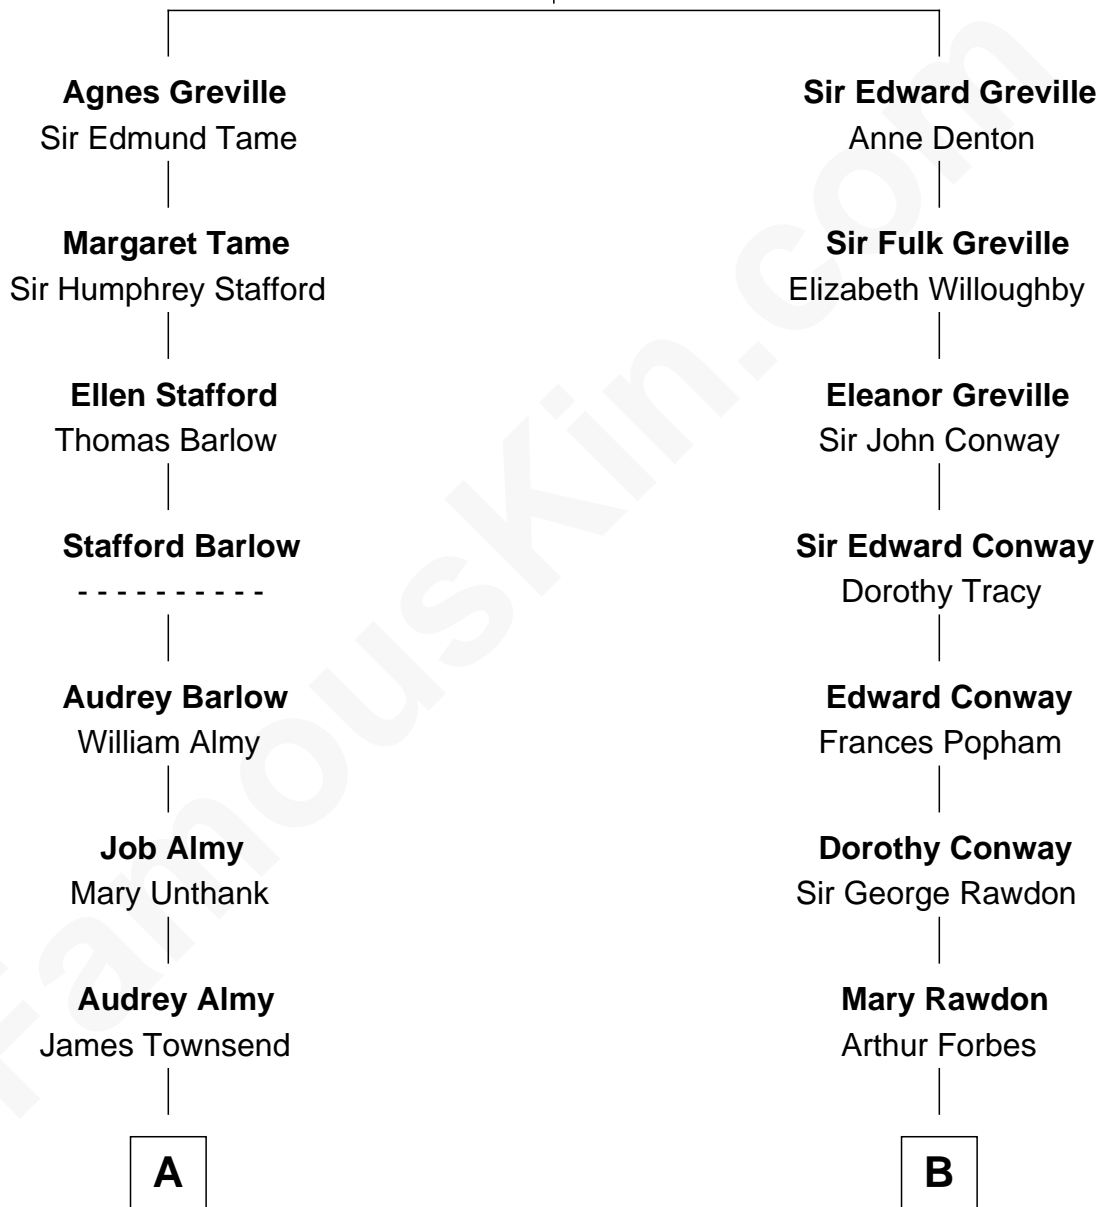 Agnes Greville
Sir Edmund Tame
Margaret Tame
Sir Humphrey Stafford
Ellen Stafford
Thomas Barlow
Stafford Barlow
- - - - - - - - - -
Audrey Barlow
William Almy
Job Almy
Mary Unthank
Audrey Almy
James Townsend
A
Sir Edward Greville
Anne Denton
Sir Fulk Greville
Elizabeth Willoughby
Eleanor Greville
Sir John Conway
Sir Edward Conway
Dorothy Tracy
Edward Conway
Frances Popham
Dorothy Conway
Sir George Rawdon
Mary Rawdon
Arthur Forbes
B
FamousKin.com